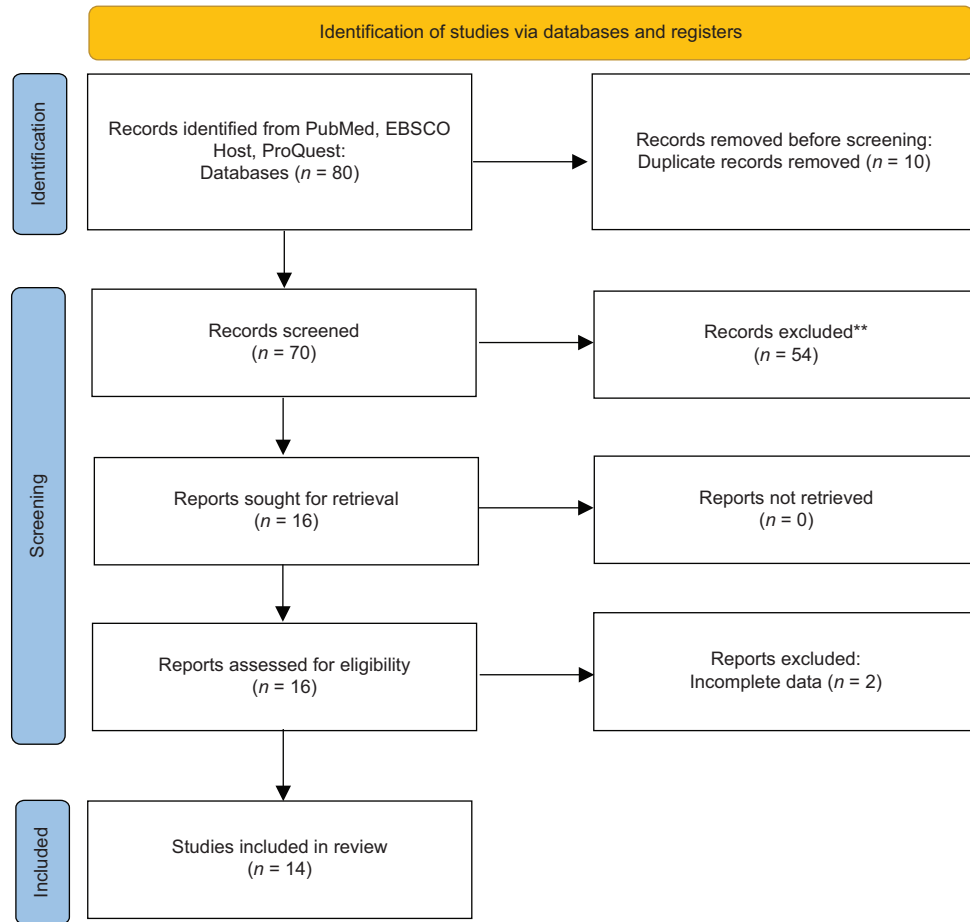 Identification of studies via databases and registers
Identification
Records identified from PubMed, EBSCO
Host, ProQuest:
Databases (n = 80)
Records removed before screening:
Duplicate records removed (n = 10)
Screening
Records screened
(n = 70)
Records excluded**
(n = 54)
Reports sought for retrieval
(n = 16)
Reports not retrieved
(n = 0)
Reports assessed for eligibility
(n = 16)
Reports excluded:
Incomplete data (n = 2)
Included
Studies included in review
(n = 14)